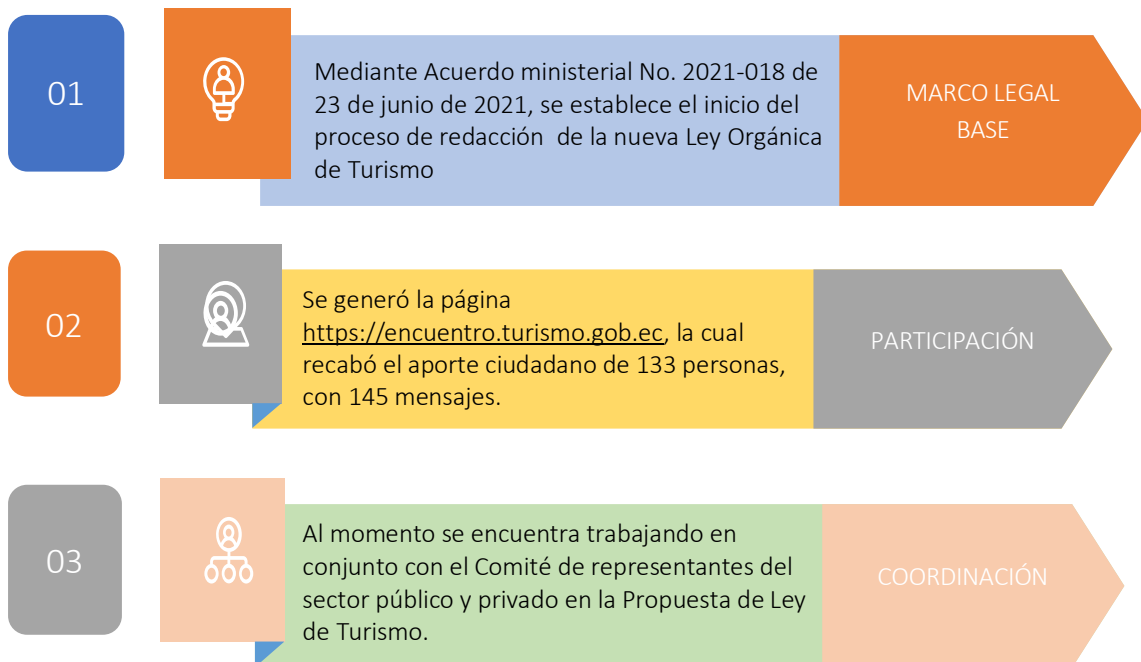 01
Mediante Acuerdo ministerial No. 2021-018 de
23 de junio de 2021, se establece el inicio del
proceso de redacción  de la nueva Ley Orgánica
de Turismo
MARCO LEGAL
BASE
02
Se generó la página
https://encuentro.turismo.gob.ec, la cual
recabó el aporte ciudadano de 133 personas,
con 145 mensajes.
PARTICIPACIÓN
03
Al momento se encuentra trabajando en
conjunto con el Comité de representantes del
sector público y privado en la Propuesta de Ley
de Turismo.
COORDINACIÓN